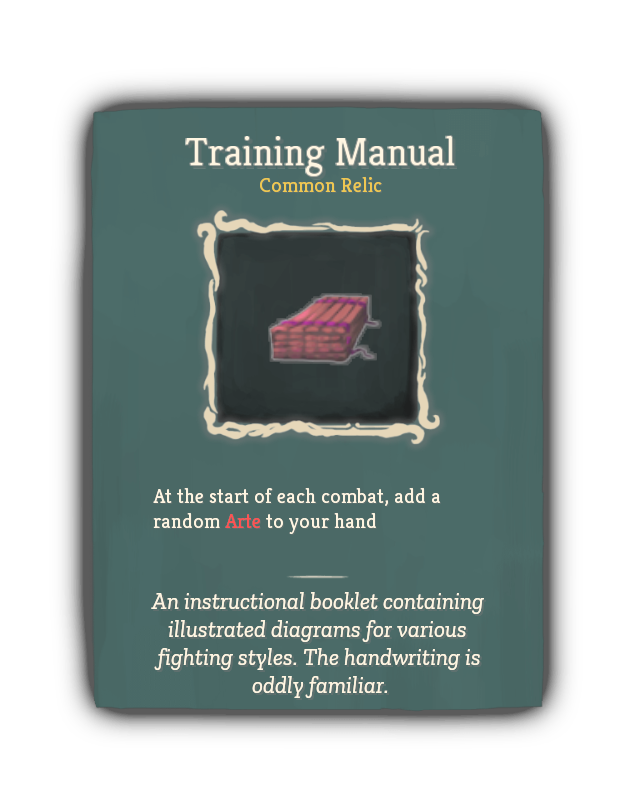 Training Manual
Common Relic
At the start of each combat, add a
random Arte to your hand
An instructional booklet containing
illustrated diagrams for various
fighting styles. The handwriting is
oddly familiar.